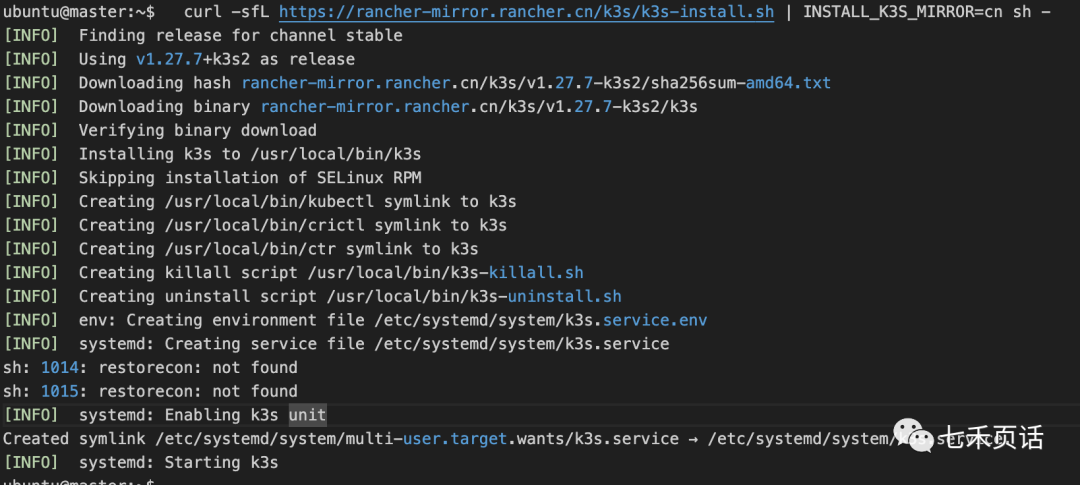 ubuntu@master:~$   curl -sfL https://rancher-mirror.rancher.cn/k3s/k3s-install.sh | INSTALL_K3S_MIRROR=cn sh -
[INFO]  Finding release for channel stable
[INFO]  Using v1.27.7+k3s2 as release
[INFO]  Downloading hash rancher-mirror.rancher.cn/k3s/v1.27.7-k3s2/sha256sum-amd64.txt
[INFO]  Downloading binary rancher-mirror.rancher.cn/k3s/v1.27.7-k3s2/k3s
[INFO]  Verifying binary download
[INFO]  Installing k3s to /usr/local/bin/k3s
[INFO]  Skipping installation of SELinux RPM
[INFO]  Creating /usr/local/bin/kubectl symlink to k3s
[INFO]  Creating /usr/local/bin/crictl symlink to k3s
[INFO]  Creating /usr/local/bin/ctr symlink to k3s
[INFO]  Creating killall script /usr/local/bin/k3s-killall.sh
[INFO]  Creating uninstall script /usr/local/bin/k3s-uninstall.sh
[INFO]  env: Creating environment file /etc/systemd/system/k3s.service.env
[INFO]  systemd: Creating service file /etc/systemd/system/k3s.service
sh: 1014: restorecon: not found
sh: 1015: restorecon: not found
[INFO]  systemd: Enabling k3s unit
Created symlink /etc/systemd/system/multi-user.target.wants/k3s.service → /etc/systemd/system/k3s.service.
七禾页话
[INFO]  systemd: Starting k3s
ubuntu@master:~$